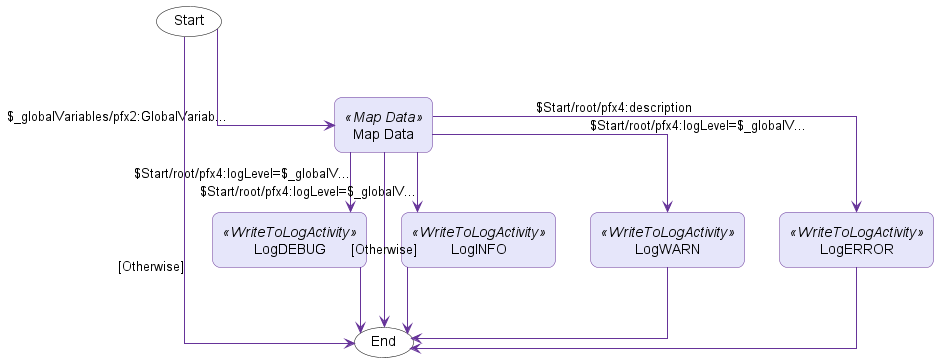 Start
$_globalVariables/pfx2:GlobalVariab...
«Map Data»
Map Data
$Start/root/pfx4:description
$Start/root/pfx4:logLevel=$_globalV...
$Start/root/pfx4:logLevel=$_globalV...
$Start/root/pfx4:logLevel=$_globalV...
«WriteToLogActivity»
LogDEBUG
«WriteToLogActivity»
LogINFO
«WriteToLogActivity»
LogWARN
«WriteToLogActivity»
LogERROR
[Otherwise]
[Otherwise]
End